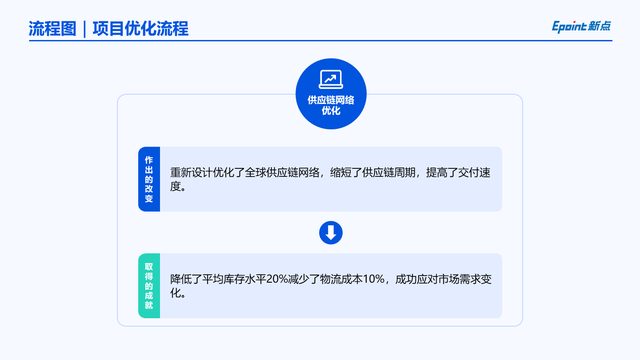 流程图｜项目优化流程
Epoint新点
供应链网络
优化
作出的改变
重新设计优化了全球供应链网络，缩短了供应链周期，提高了交付速
度。
取得的成就
降低了平均库存水平20%减少了物流成本10%，成功应对市场需求变
化。